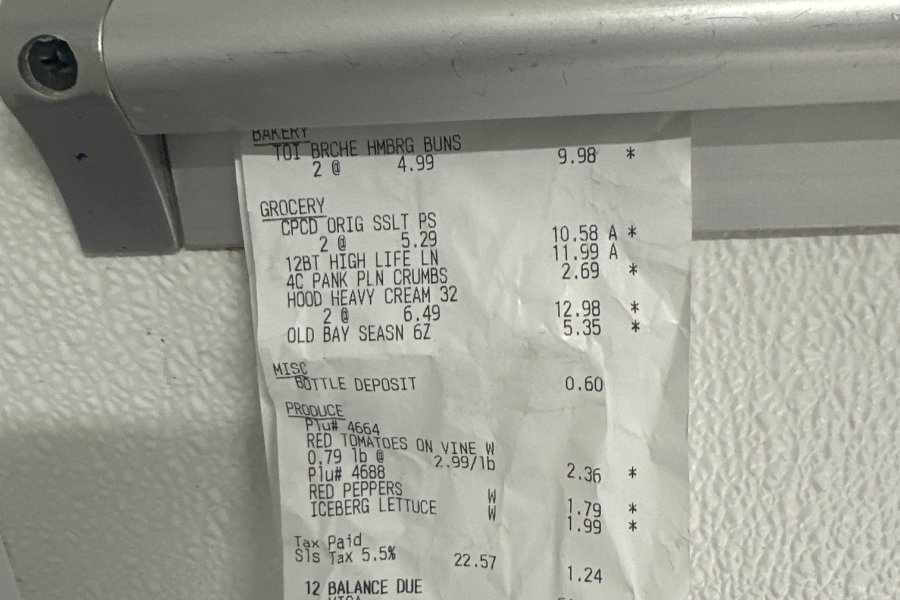 BAKERY
TOI BRCHE HMBRG BUNS 9.98 *
2 @ 4.99
GROCERY
CPCD ORIG SSLT PS
2 @ 5.29 10.58 A *
12BT HIGH LIFE LN 11.99 A
4C PANK PLN CRUMBS 2.69 *
HOOD HEAVY CREAM 32
2 @ 6.49 12.98 *
OLD BAY SEASN 6Z 5.35 *
MISC
BOTTLE DEPOSIT 0.60
PRODUCE
Plu# 4664
RED TOMATOES ON VINE W
0.79 lb @ 2.99/lb 2.36 *
Plu# 4688
RED PEPPERS W 1.79 *
ICEBERG LETTUCE W 1.99 *
Tax Paid
Sls Tax 5.5% 22.57 1.24
12 BALANCE DUE